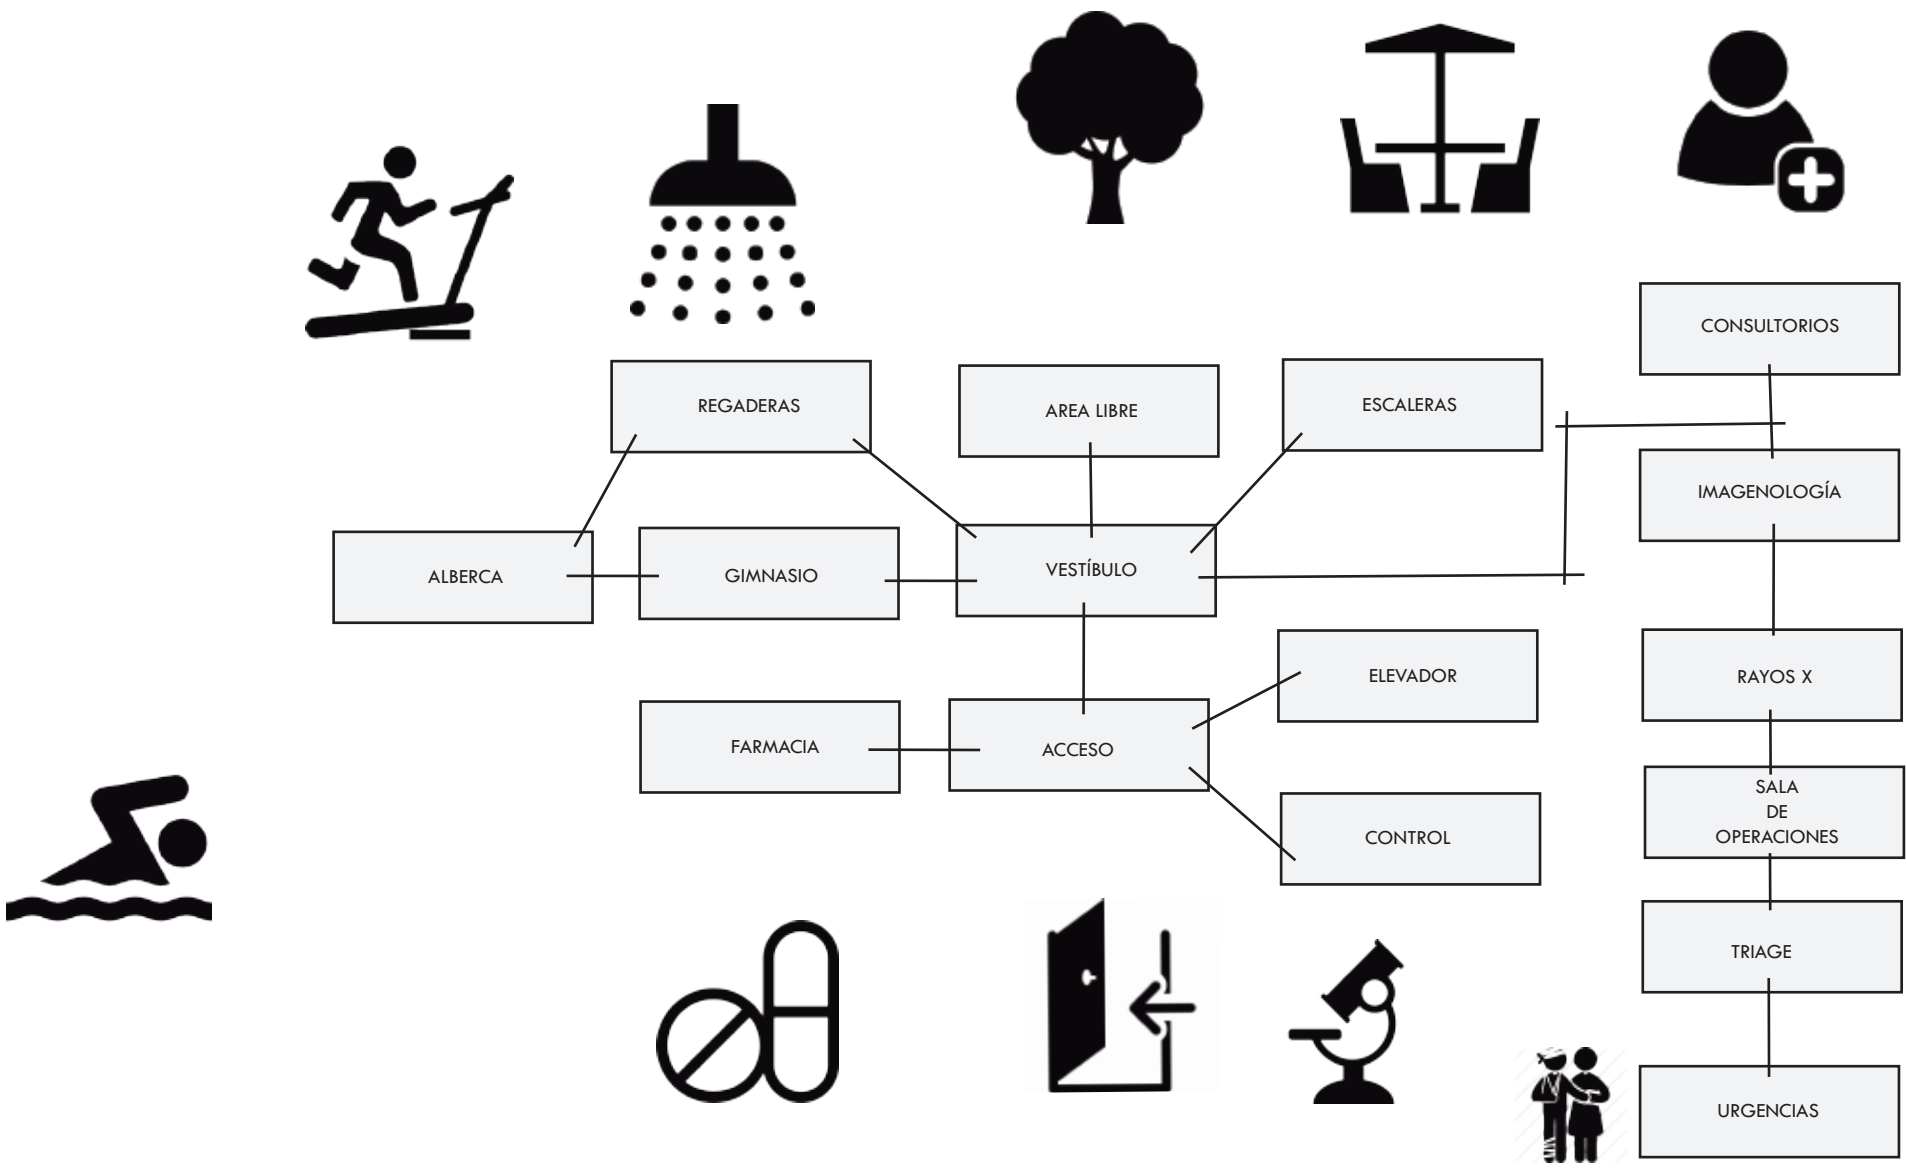 CONSULTORIOS
REGADERAS
AREA LIBRE
ESCALERAS
IMAGENOLOGÍA
ALBERCA
GIMNASIO
VESTÍBULO
ELEVADOR
RAYOS X
FARMACIA
ACCESO
SALA
DE
OPERACIONES
CONTROL
TRIAGE
URGENCIAS